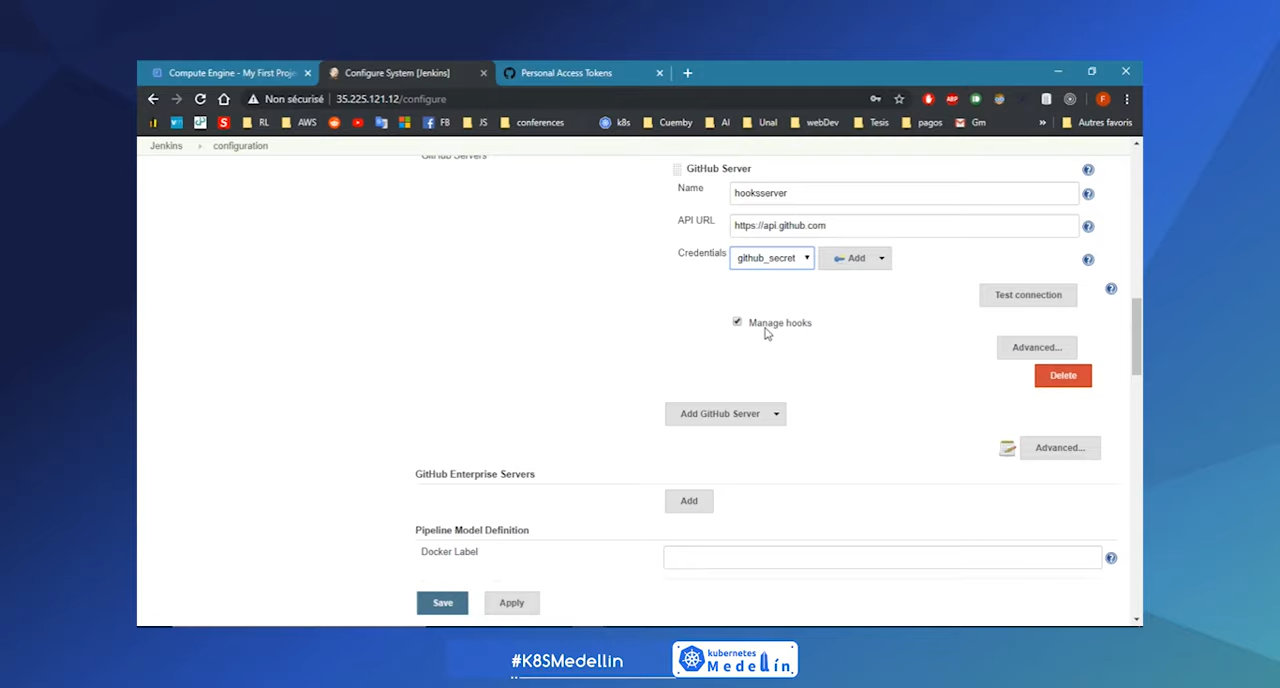 Compute Engine - My First Proje
Configure System [Jenkins]
Personal Access Tokens
Non sécurisé
35.225.121.12/configure
ABP
F
S
RL
AWS
FB
JS
conferences
k8s
Cuemby
AI
Unal
webDev
Tesis
pagos
Gm
»
Autres favoris
Jenkins
configuration
GitHub Servers
GitHub Server
Name
hooksserver
API URL
https://api.github.com
Credentials
github_secret
Add
Test connection
Manage hooks
Advanced...
Delete
Add GitHub Server
Advanced...
GitHub Enterprise Servers
Add
Pipeline Model Definition
Docker Label
Save
Apply
#K8SMedellin
kubernetes
Medellín